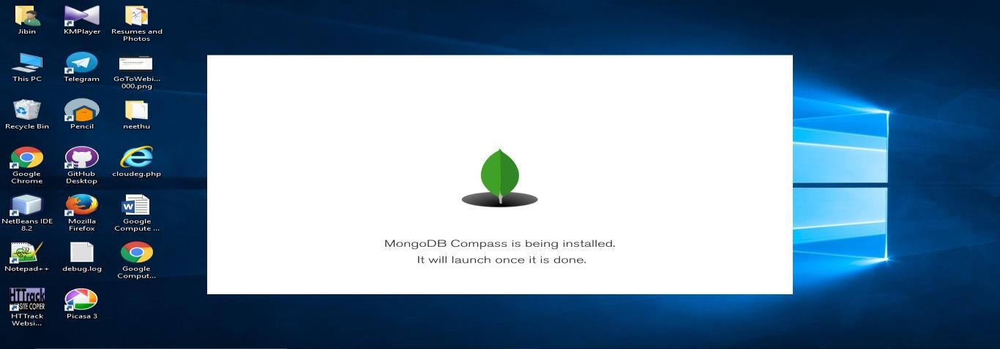 Jibin
KMPlayer
Resumes and
Photos
This PC
Telegram
GoToWebi...
000.png
Recycle Bin
Pencil
neethu
Google
Chrome
GitHub
Desktop
cloudeg.php
NetBeans IDE
8.2
Mozilla
Firefox
Google
Compute ...
Notepad++
debug.log
Google
Comput...
HTTrack
WEBSITE COPIER
HTTrack
Websi...
Picasa 3
MongoDB Compass is being installed.
It will launch once it is done.